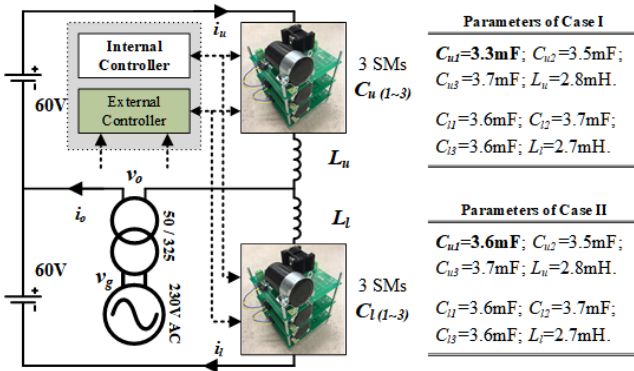 i_u
Internal
Controller
External
Controller
60V
3 SMs
C_u (1~3)
L_u
v_o
i_o
50 / 325
v_g
230V AC
L_l
60V
3 SMs
C_l (1~3)
i_l
Parameters of Case I
C_u1=3.3mF; C_u2=3.5mF;
C_u3=3.7mF; L_u=2.8mH.
C_l1=3.6mF; C_l2=3.7mF;
C_l3=3.6mF; L_l=2.7mH.
Parameters of Case II
C_u1=3.6mF; C_u2=3.5mF;
C_u3=3.7mF; L_u=2.8mH.
C_l1=3.6mF; C_l2=3.7mF;
C_l3=3.6mF; L_l=2.7mH.